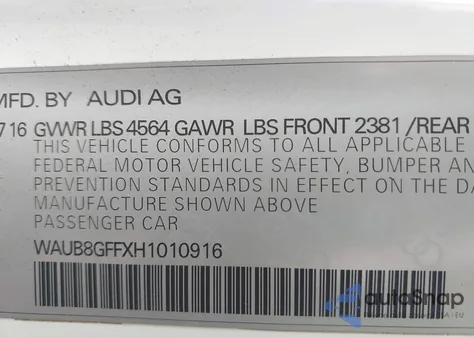 MFD. BY AUDI AG
716 GVWR LBS 4564 GAWR LBS FRONT 2381 /REAR
THIS VEHICLE CONFORMS TO ALL APPLICABLE
FEDERAL MOTOR VEHICLE SAFETY, BUMPER AN
PREVENTION STANDARDS IN EFFECT ON THE DA
MANUFACTURE SHOWN ABOVE
PASSENGER CAR
WAUB8GFFXH1010916
autoSnap